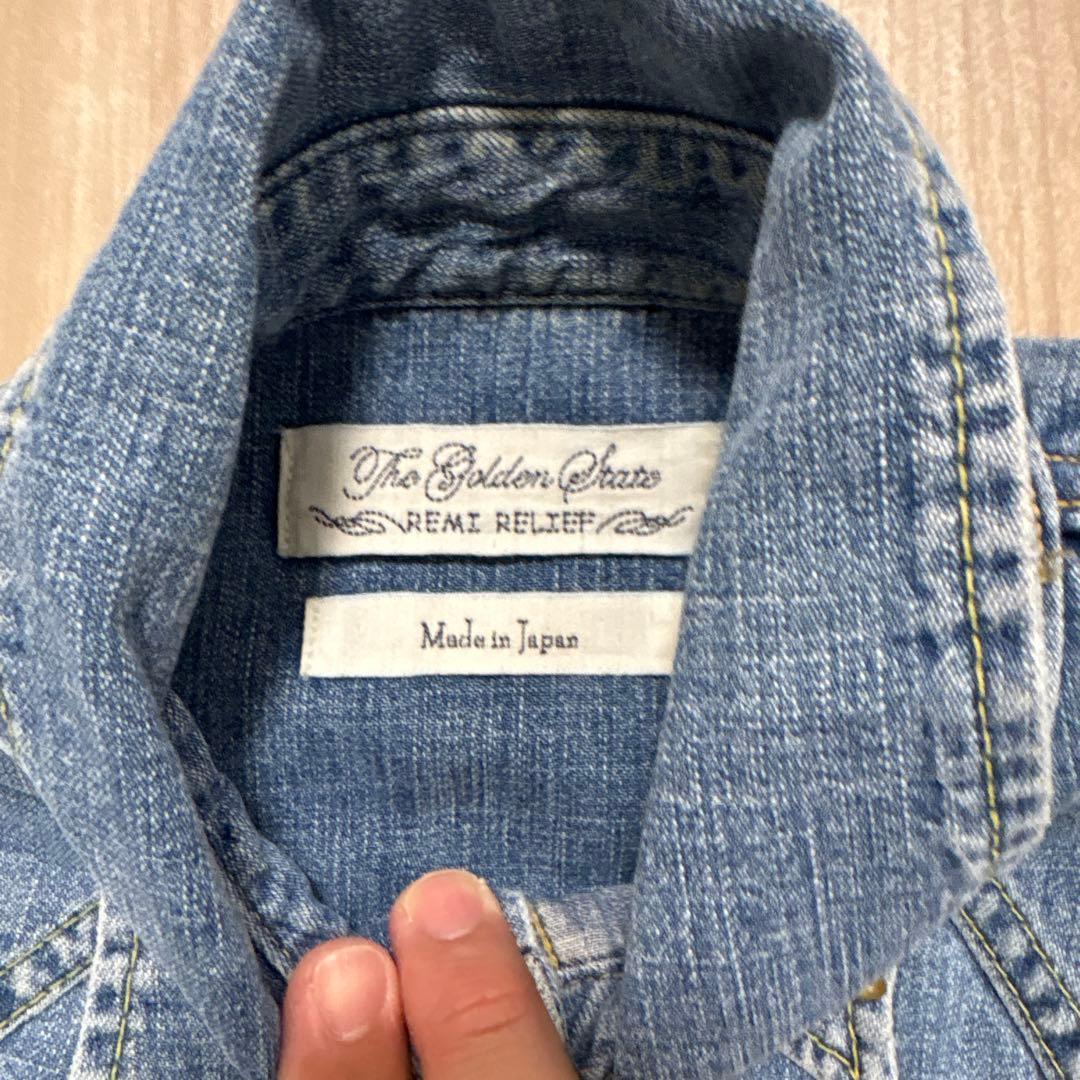 The Golden State
REMI RELIEF
Made in Japan